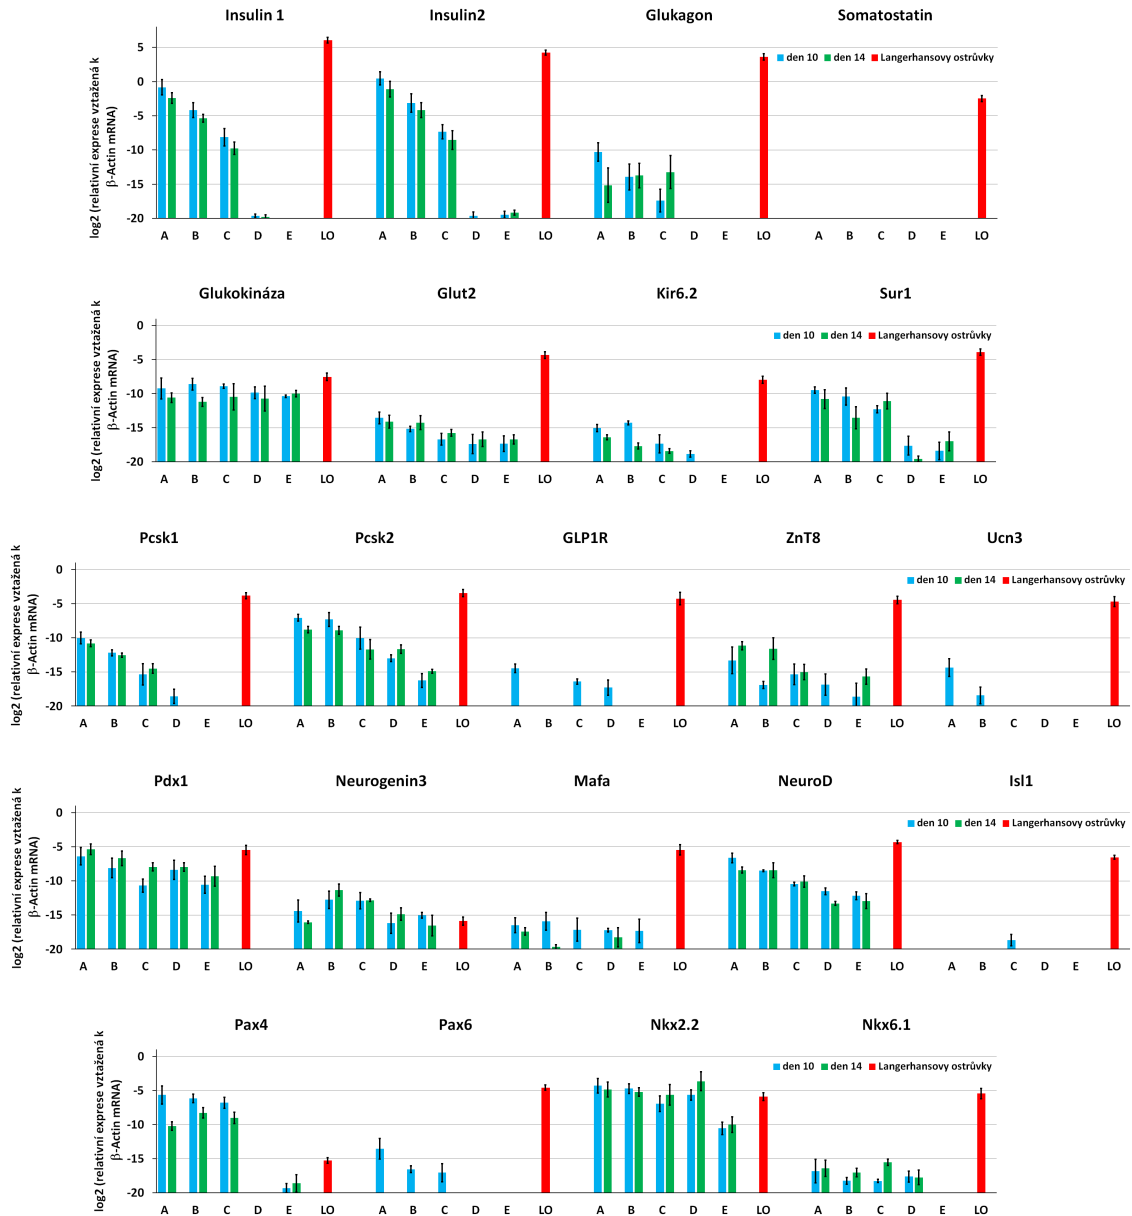 Insulin 1 Insulin2 Glukagon Somatostatin
log2 (relativní exprese vztažená k
β-Actin mRNA)
den 10 den 14 Langerhansovy ostrůvky
5
0
-5
-10
-15
-20
A B C D E LO A B C D E LO A B C D E LO A B C D E LO
Glukokináza Glut2 Kir6.2 Sur1
log2 (relativní exprese vztažená k
β-Actin mRNA)
den 10 den 14 Langerhansovy ostrůvky
0
-5
-10
-15
-20
A B C D E LO A B C D E LO A B C D E LO A B C D E LO
Pcsk1 Pcsk2 GLP1R ZnT8 Ucn3
log2 (relativní exprese vztažená k
β-Actin mRNA)
den 10 den 14 Langerhansovy ostrůvky
0
-5
-10
-15
-20
A B C D E LO A B C D E LO A B C D E LO A B C D E LO A B C D E LO
Pdx1 Neurogenin3 Mafa NeuroD Isl1
log2 (relativní exprese vztažená k
β-Actin mRNA)
den 10 den 14 Langerhansovy ostrůvky
0
-5
-10
-15
-20
A B C D E LO A B C D E LO A B C D E LO A B C D E LO A B C D E LO
Pax4 Pax6 Nkx2.2 Nkx6.1
log2 (relativní exprese vztažená k
β-Actin mRNA)
den 10 den 14 Langerhansovy ostrůvky
0
-5
-10
-15
-20
A B C D E LO A B C D E LO A B C D E LO A B C D E LO